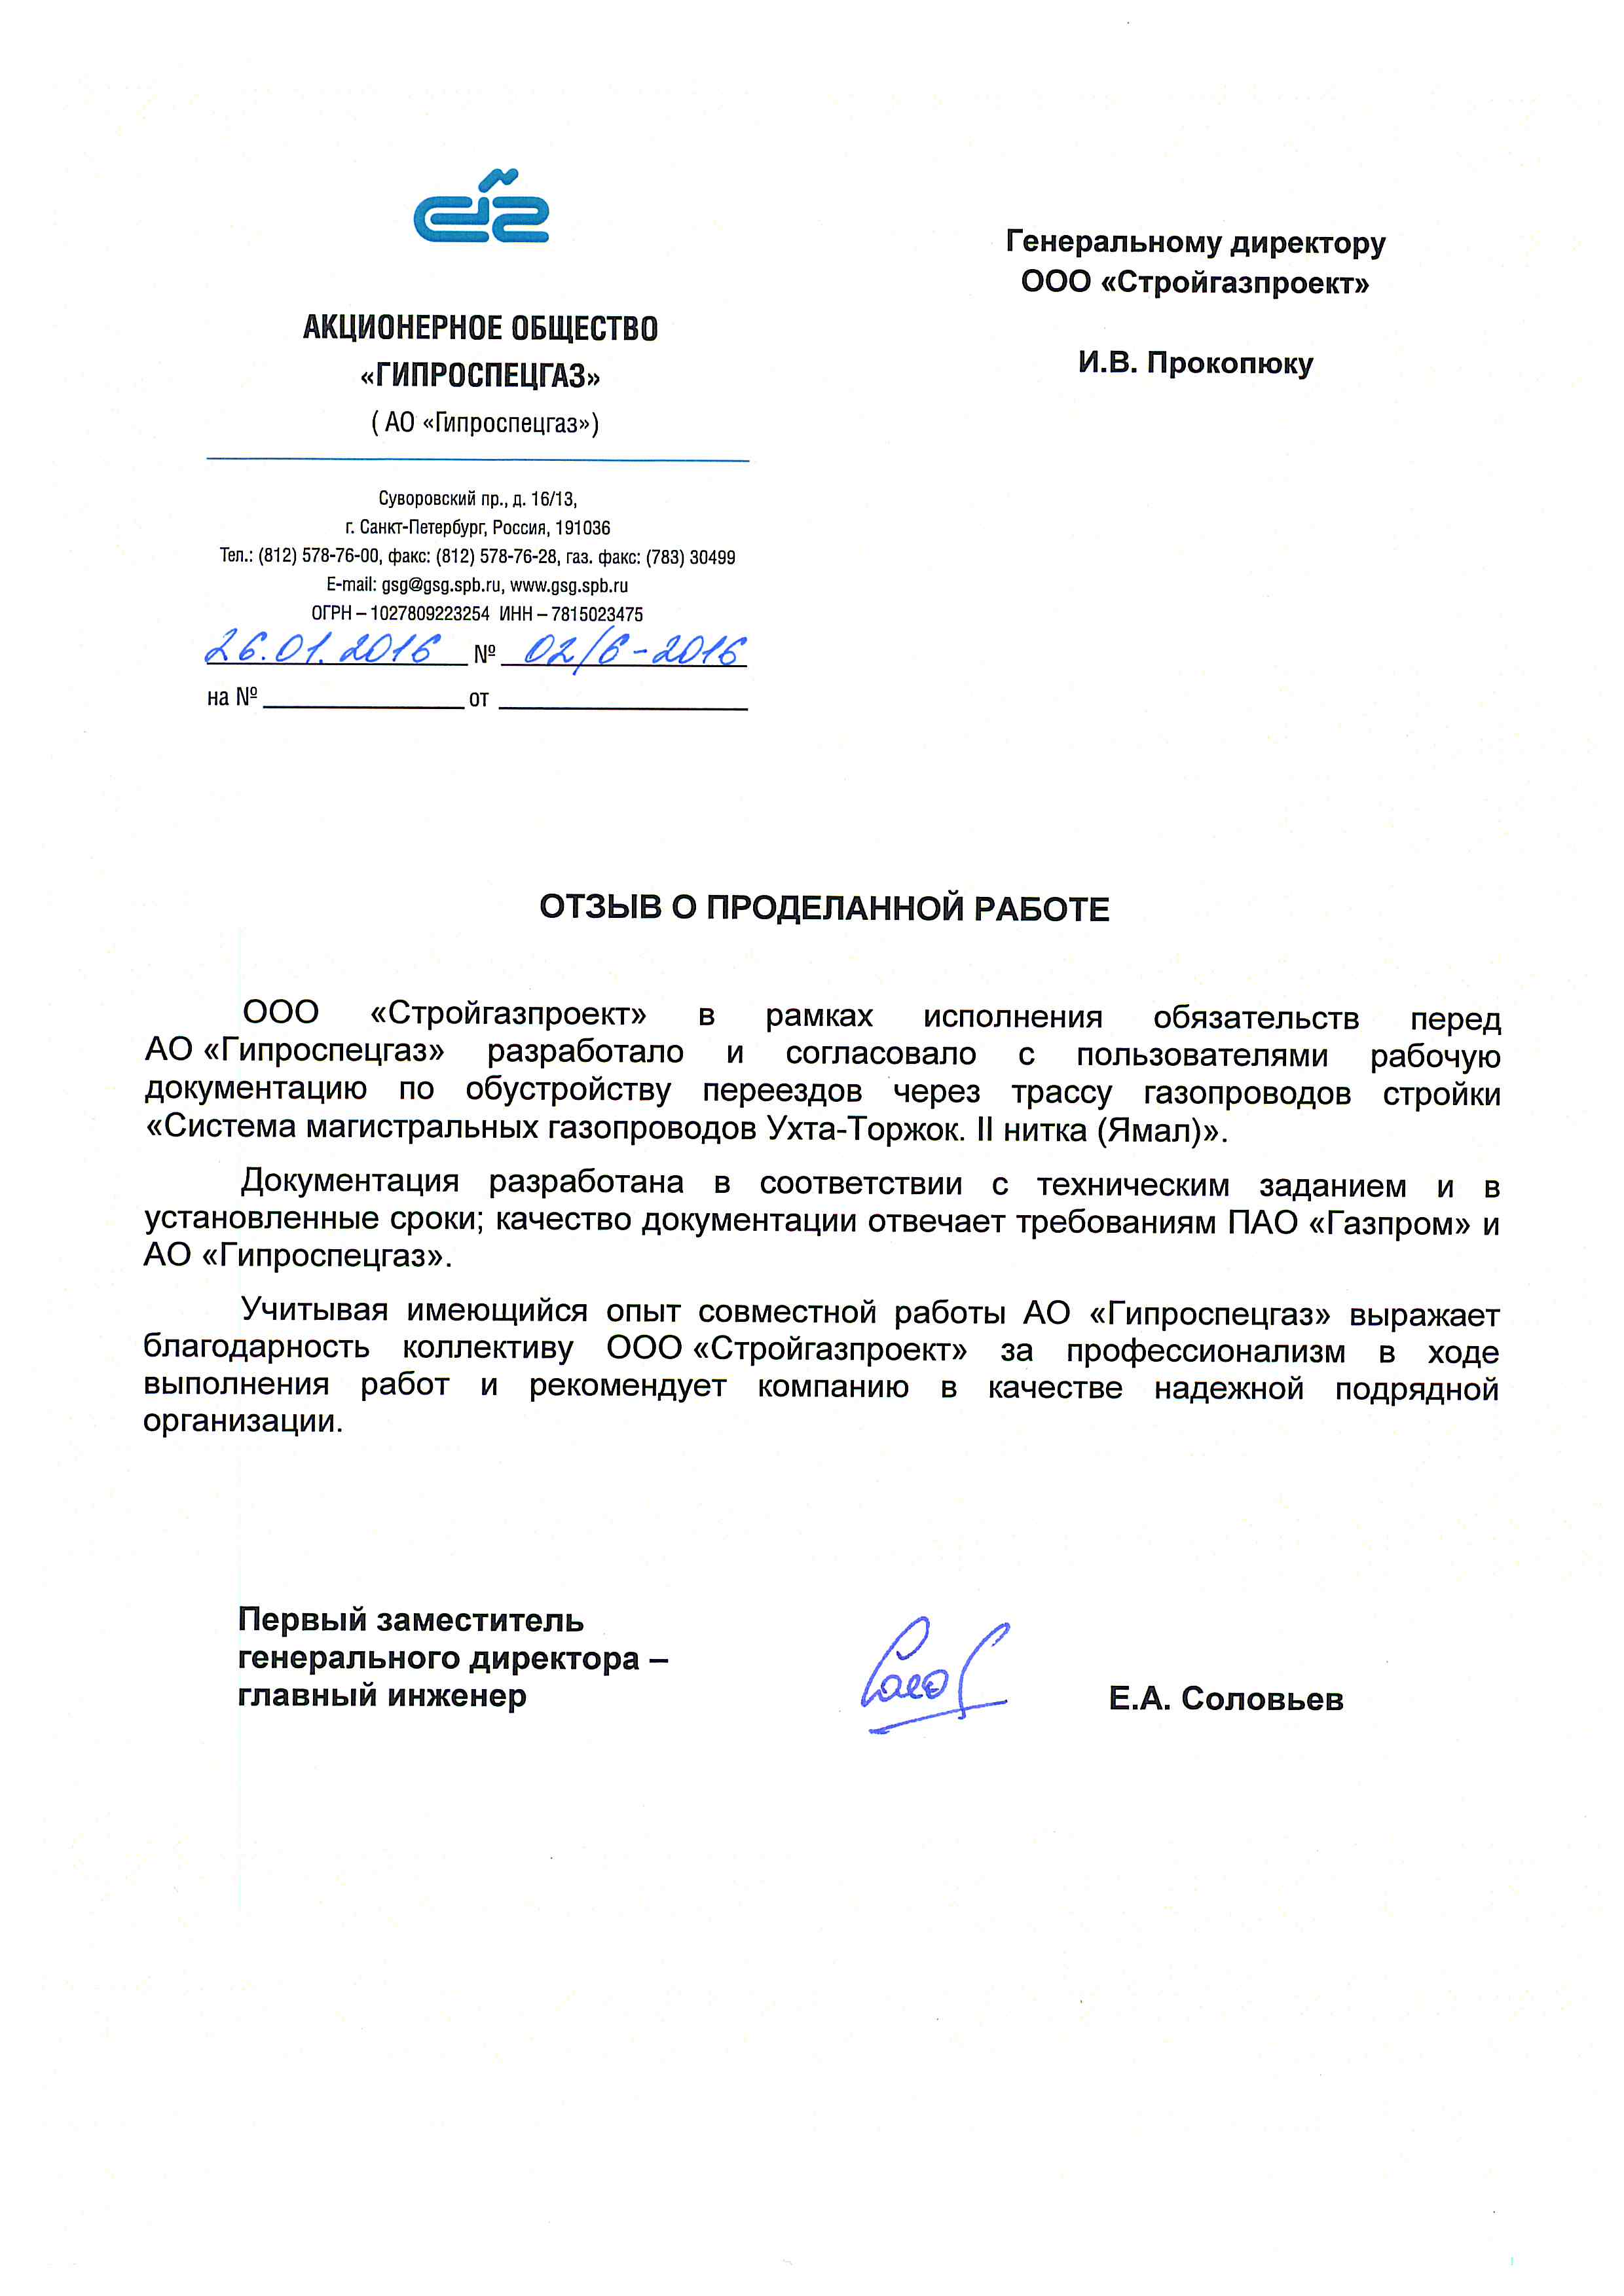 АКЦИОНЕРНОЕ ОБЩЕСТВО
«ГИПРОСПЕЦГАЗ»
( АО «Гипроспецгаз»)
Суворовский пр., д. 16/13,
г. Санкт-Петербург, Россия, 191036
Тел.: (812) 578-76-00, факс: (812) 578-76-28, газ. факс: (783) 30499
E-mail: gsg@gsg.spb.ru, www.gsg.spb.ru
ОГРН – 1027809223254 ИНН – 7815023475
26.01.2016 № 02/6-2016
на № от
Генеральному директору
ООО «Стройгазпроект»
И.В. Прокопюку
ОТЗЫВ О ПРОДЕЛАННОЙ РАБОТЕ
ООО «Стройгазпроект» в рамках исполнения обязательств перед
АО «Гипроспецгаз» разработало и согласовало с пользователями рабочую
документацию по обустройству переездов через трассу газопроводов стройки
«Система магистральных газопроводов Ухта-Торжок. II нитка (Ямал)».
Документация разработана в соответствии с техническим заданием и в
установленные сроки; качество документации отвечает требованиям ПАО «Газпром» и
АО «Гипроспецгаз».
Учитывая имеющийся опыт совместной работы АО «Гипроспецгаз» выражает
благодарность коллективу ООО «Стройгазпроект» за профессионализм в ходе
выполнения работ и рекомендует компанию в качестве надежной подрядной
организации.
Первый заместитель
генерального директора –
главный инженер
Е.А. Соловьев